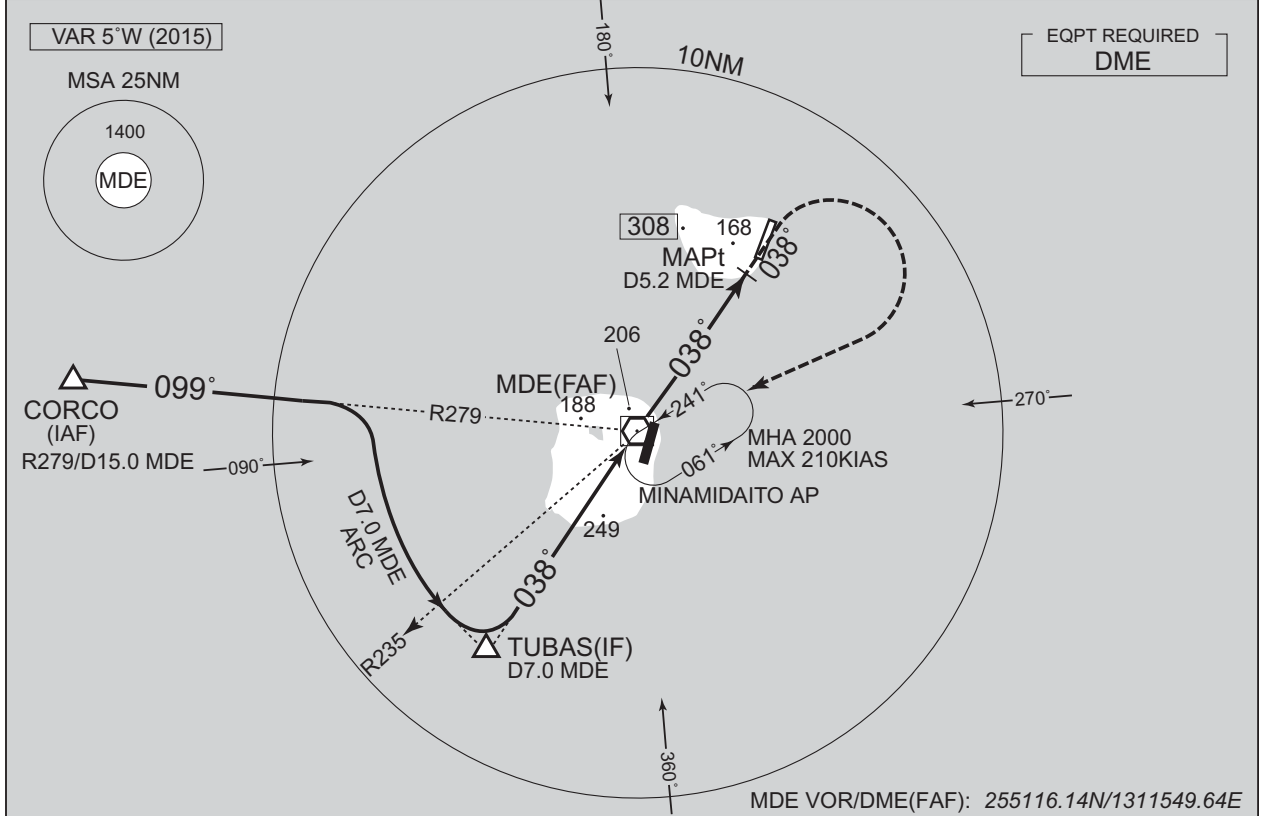 VAR 5˚W (2015)
MSA 25NM
1400
MDE
180˚
10NM
EQPT REQUIRED
DME
308
168
MAPt
D5.2 MDE
038˚
206
038˚
MDE(FAF)
188
241˚
099˚
CORCO
(IAF)
R279/D15.0 MDE
R279
270˚
090˚
MHA 2000
MAX 210KIAS
061˚
MINAMIDAITO AP
D7.0 MDE
ARC
249
038˚
R235
TUBAS(IF)
D7.0 MDE
360˚
MDE VOR/DME(FAF): 255116.14N/1311549.64E